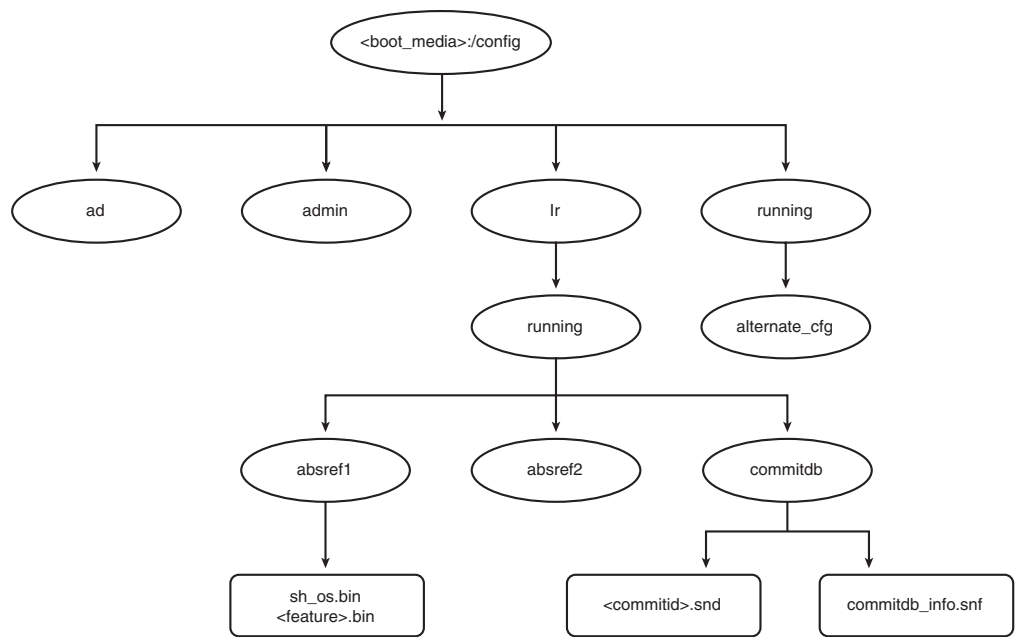 <boot_media>:/config
ad
admin
lr
running
running
alternate_cfg
absref1
absref2
commitdb
sh_os.bin
<feature>.bin
<commitid>.snd
commitdb_info.snf